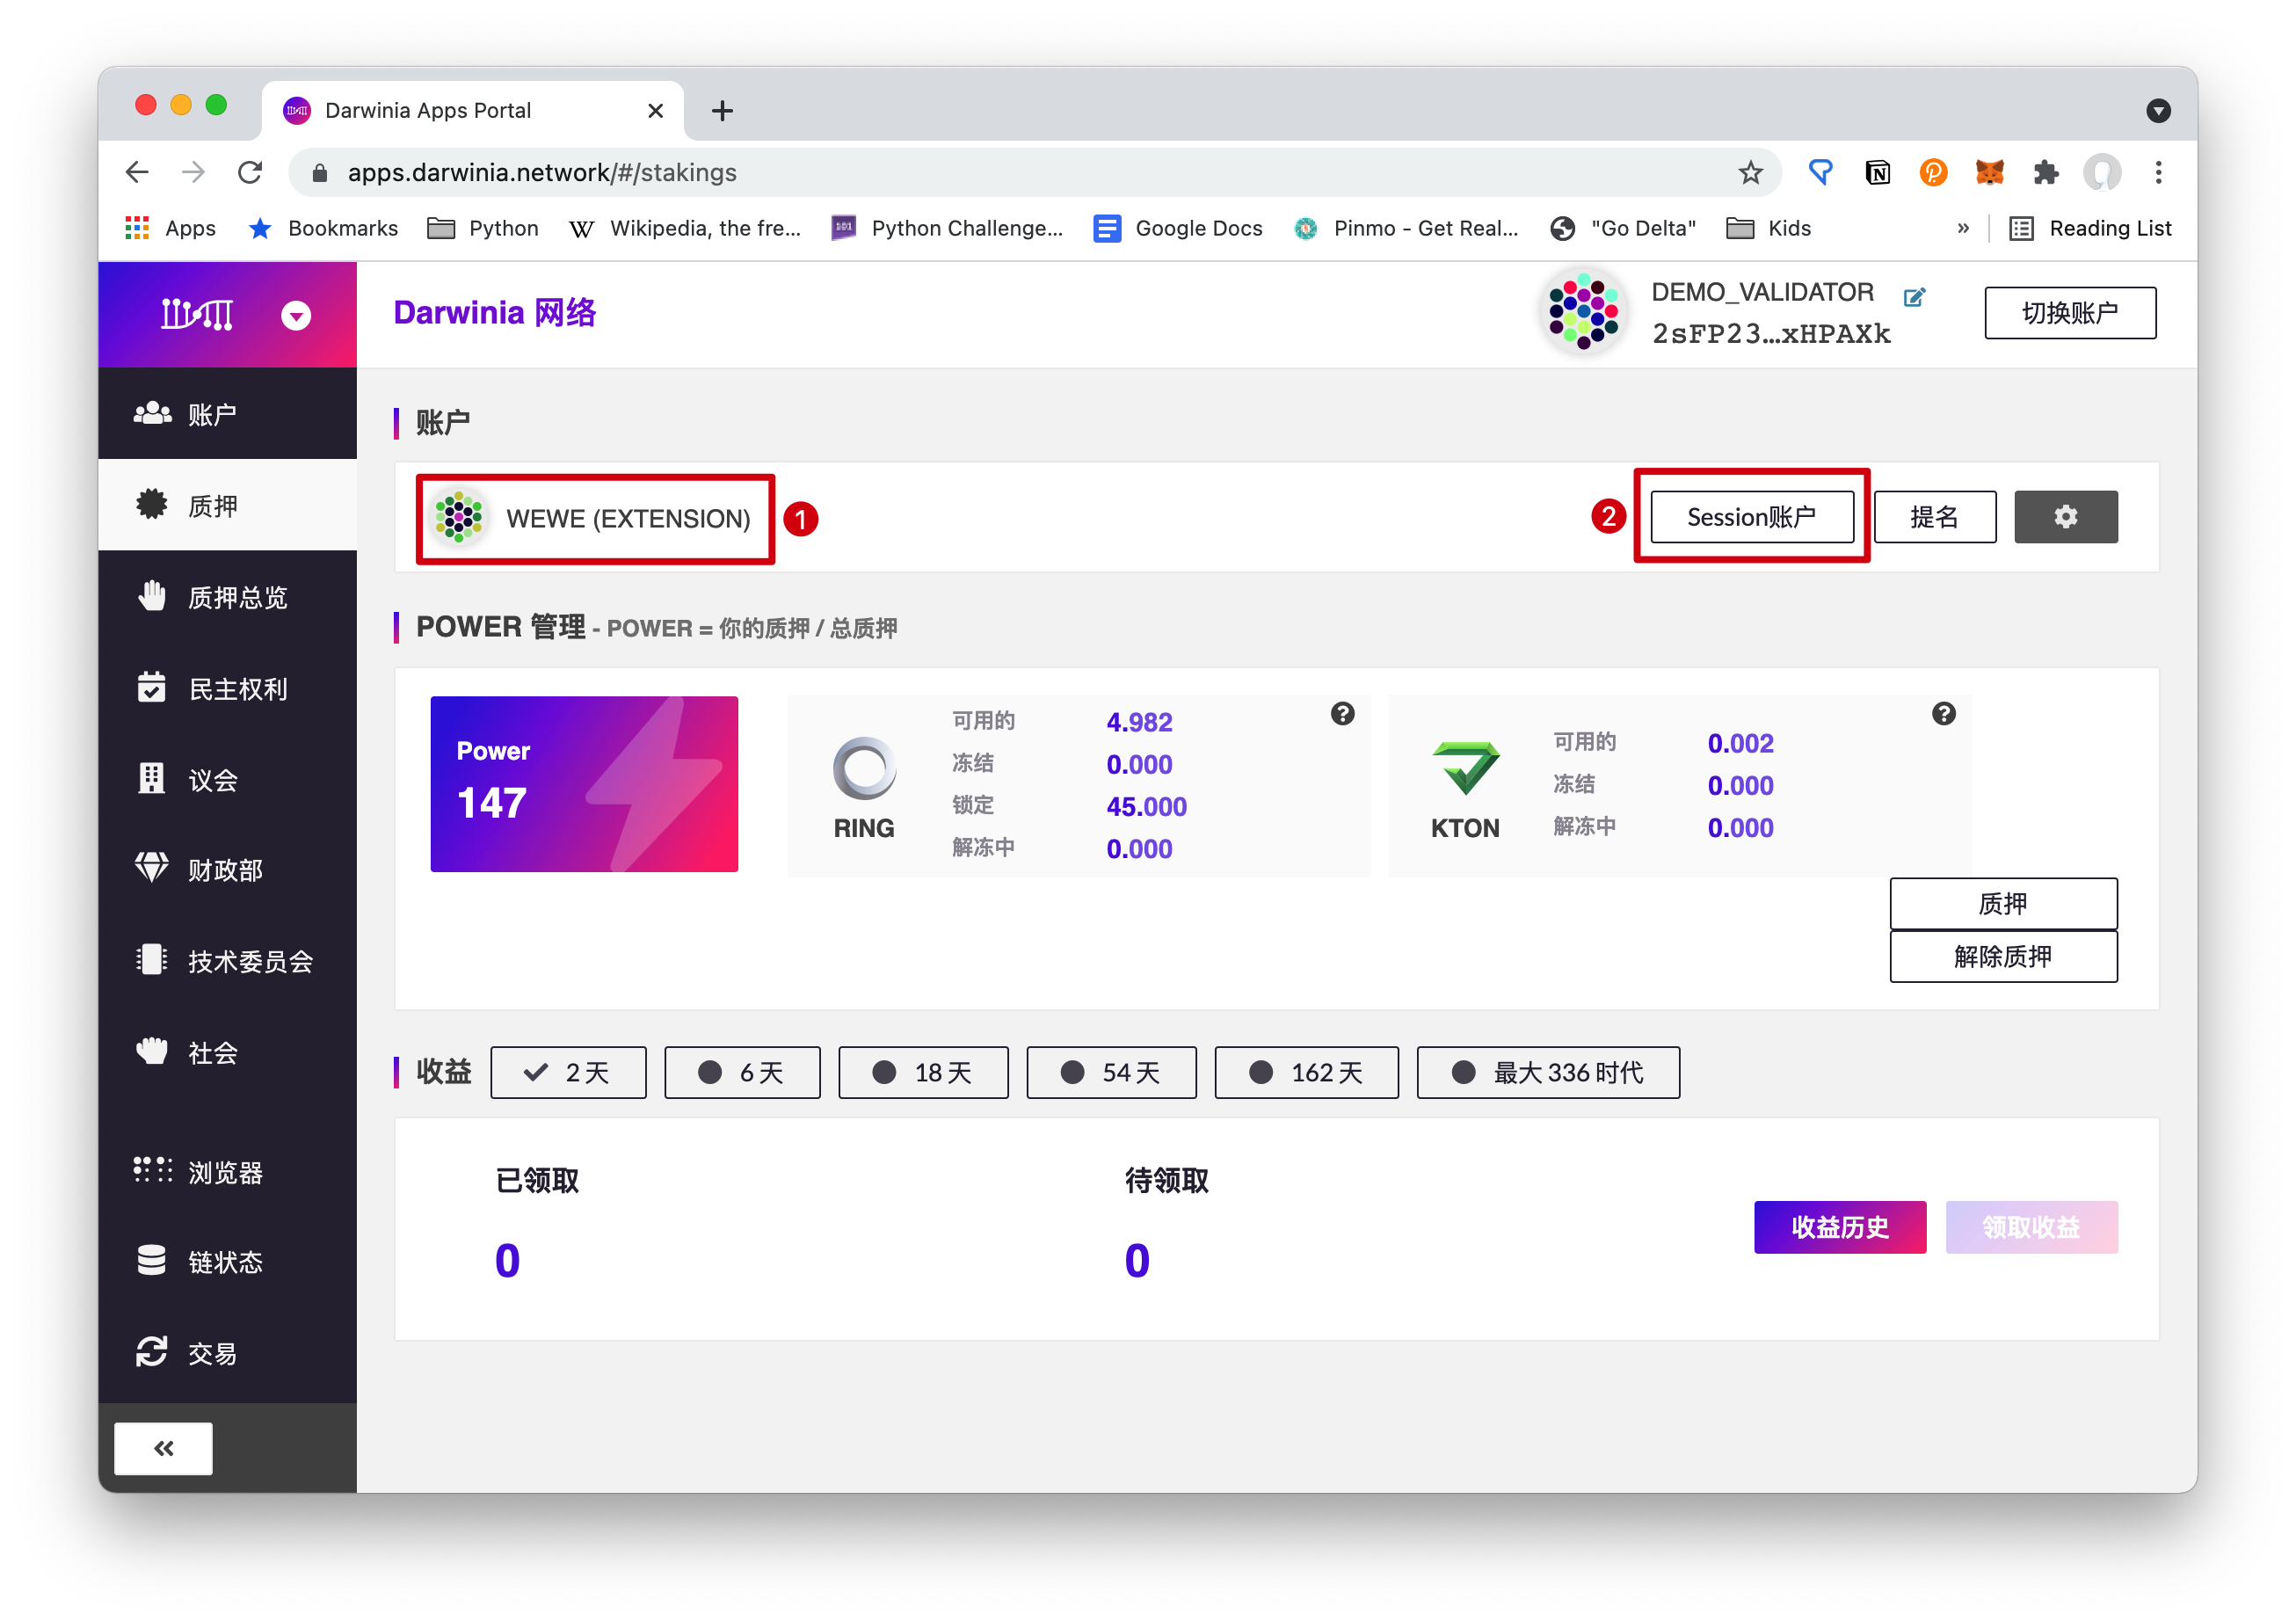 Darwinia Apps Portal
apps.darwinia.network/#/stakings
Apps
Bookmarks
Python
Wikipedia, the fre...
Python Challenge...
Google Docs
Pinmo - Get Real...
"Go Delta"
Kids
»
Reading List
Darwinia 网络
DEMO_VALIDATOR
2sFP23…xHPAXk
切换账户
账户
质押
质押总览
民主权利
议会
财政部
技术委员会
社会
浏览器
链状态
交易
账户
WEWE (EXTENSION)
1
2
Session账户
提名
POWER 管理 - POWER = 你的质押 / 总质押
Power
147
RING
可用的 4.982
冻结 0.000
锁定 45.000
解冻中 0.000
KTON
可用的 0.002
冻结 0.000
解冻中 0.000
质押
解除质押
收益
2 天
6 天
18 天
54 天
162 天
最大 336 时代
已领取
0
待领取
0
收益历史
领取收益